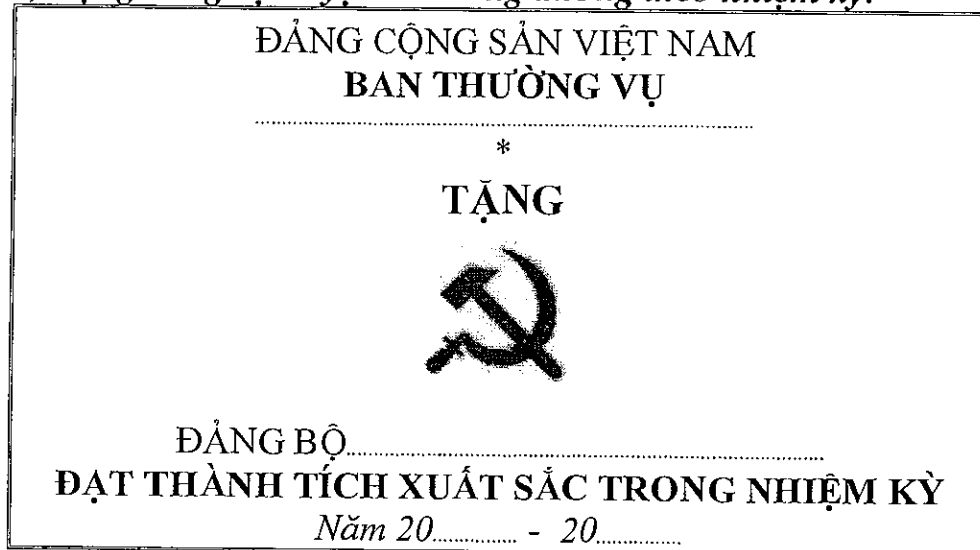 ĐẢNG CỘNG SẢN VIỆT NAM
BAN THƯỜNG VỤ
..........
*
TẶNG
ĐẢNG BỘ..........
ĐẠT THÀNH TÍCH XUẤT SẮC TRONG NHIỆM KỲ
Năm 20.......... - 20..........